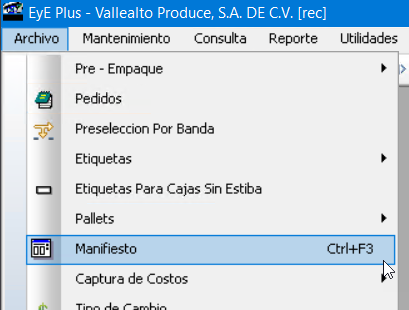 EyE Plus - Vallealto Produce, S.A. DE C.V. [rec]
Archivo Mantenimiento Consulta Reporte Utilidades
Pre - Empaque
Pedidos
Preseleccion Por Banda
Etiquetas
Etiquetas Para Cajas Sin Estiba
Pallets
Manifiesto Ctrl+F3
Captura de Costos
Tipo de Cambio